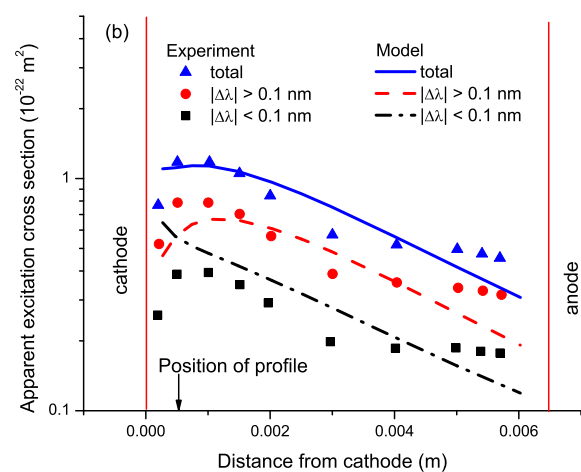 (b)
Experiment Model
total total
|Δλ| > 0.1 nm |Δλ| > 0.1 nm
|Δλ| < 0.1 nm |Δλ| < 0.1 nm
Apparent excitation cross section (10⁻²² m²)
1
0.1
cathode
anode
Position of profile
0.000 0.002 0.004 0.006
Distance from cathode (m)